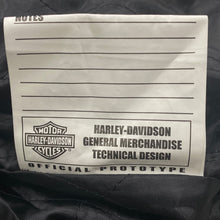 NOTES
MOTOR
HARLEY-DAVIDSON
CYCLES
HARLEY-DAVIDSON
GENERAL MERCHANDISE
TECHNICAL DESIGN
OFFICIAL PROTOTYPE